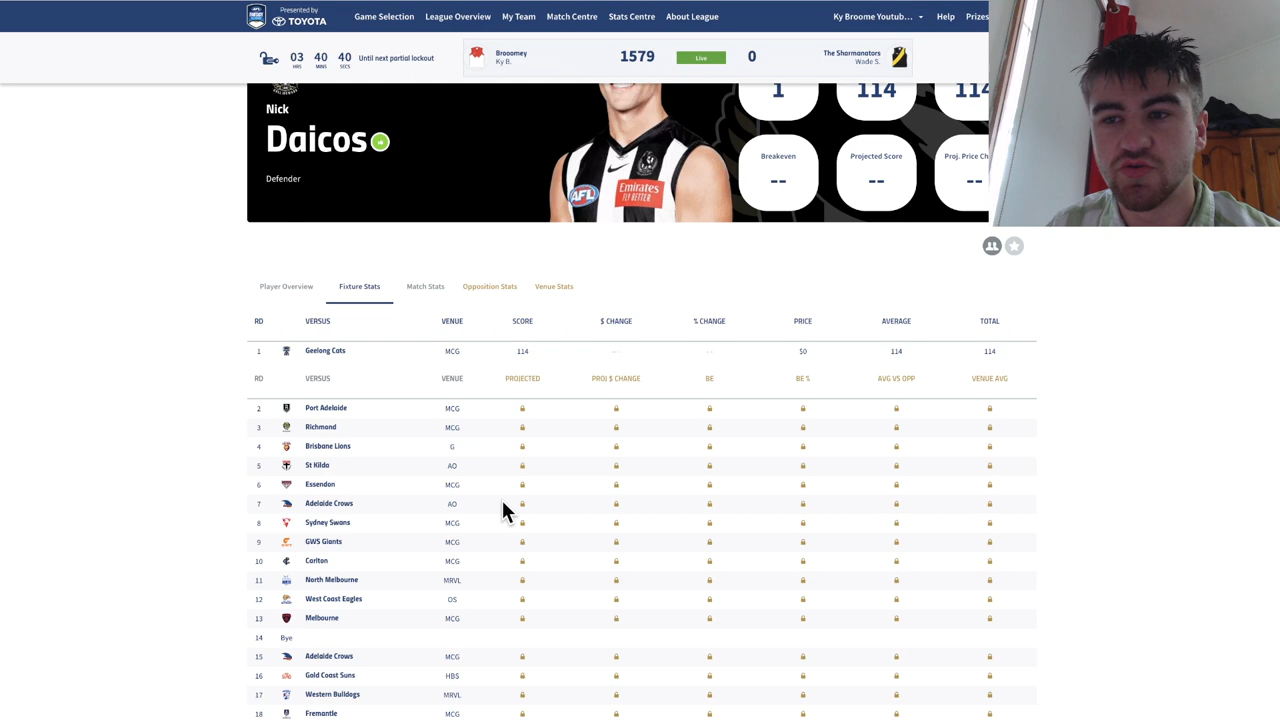 Presented by
TOYOTA
Game Selection League Overview My Team Match Centre Stats Centre About League
Ky Broome Youtub... Help Prizes
03 40 40
HRS MINS SECS
Until next partial lockout
Brooomey
Ky B.
1579
Live
0
The Sharmanators
Wade S.
Nick
Daicos
Defender
AFL
Emirates
FLY BETTER
1 114 114
Breakeven Projected Score Proj. Price Ch
-- -- --
Player Overview Fixture Stats Match Stats Opposition Stats Venue Stats
RD VERSUS VENUE SCORE $ CHANGE % CHANGE PRICE AVERAGE TOTAL
1 Geelong Cats MCG 114 -- -- $0 114 114
RD VERSUS VENUE PROJECTED PROJ $ CHANGE BE BE % AVG VS OPP VENUE AVG
2 Port Adelaide MCG
3 Richmond MCG
4 Brisbane Lions G
5 St Kilda AO
6 Essendon MCG
7 Adelaide Crows AO
8 Sydney Swans MCG
9 GWS Giants MCG
10 Carlton MCG
11 North Melbourne MRVL
12 West Coast Eagles OS
13 Melbourne MCG
14 Bye
15 Adelaide Crows MCG
16 Gold Coast Suns HBS
17 Western Bulldogs MRVL
18 Fremantle MCG